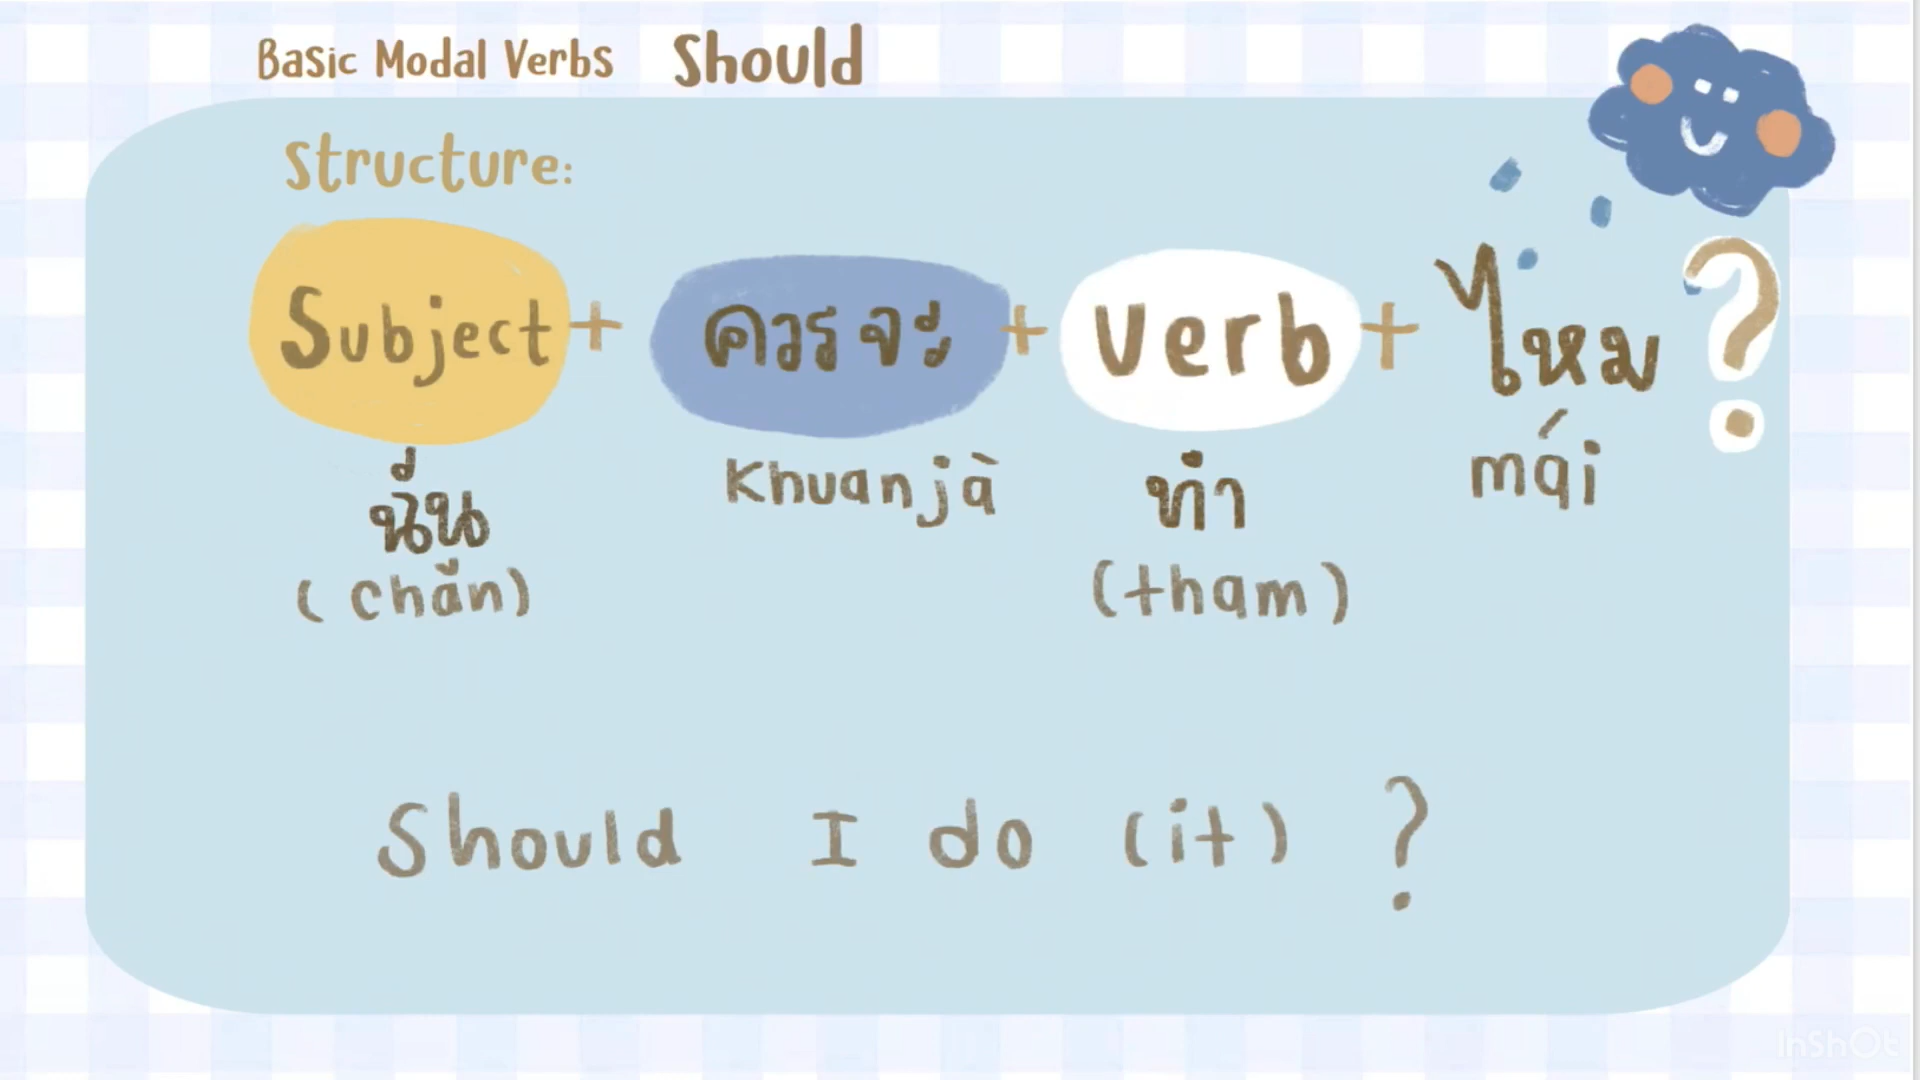 Basic Modal Verbs Should
Structure:
Subject + ควรจะ + Verb + ไหม ?
ฉัน Khuanjà ทำ mái
(chăn) (tham)
Should I do (it) ?
InShOt